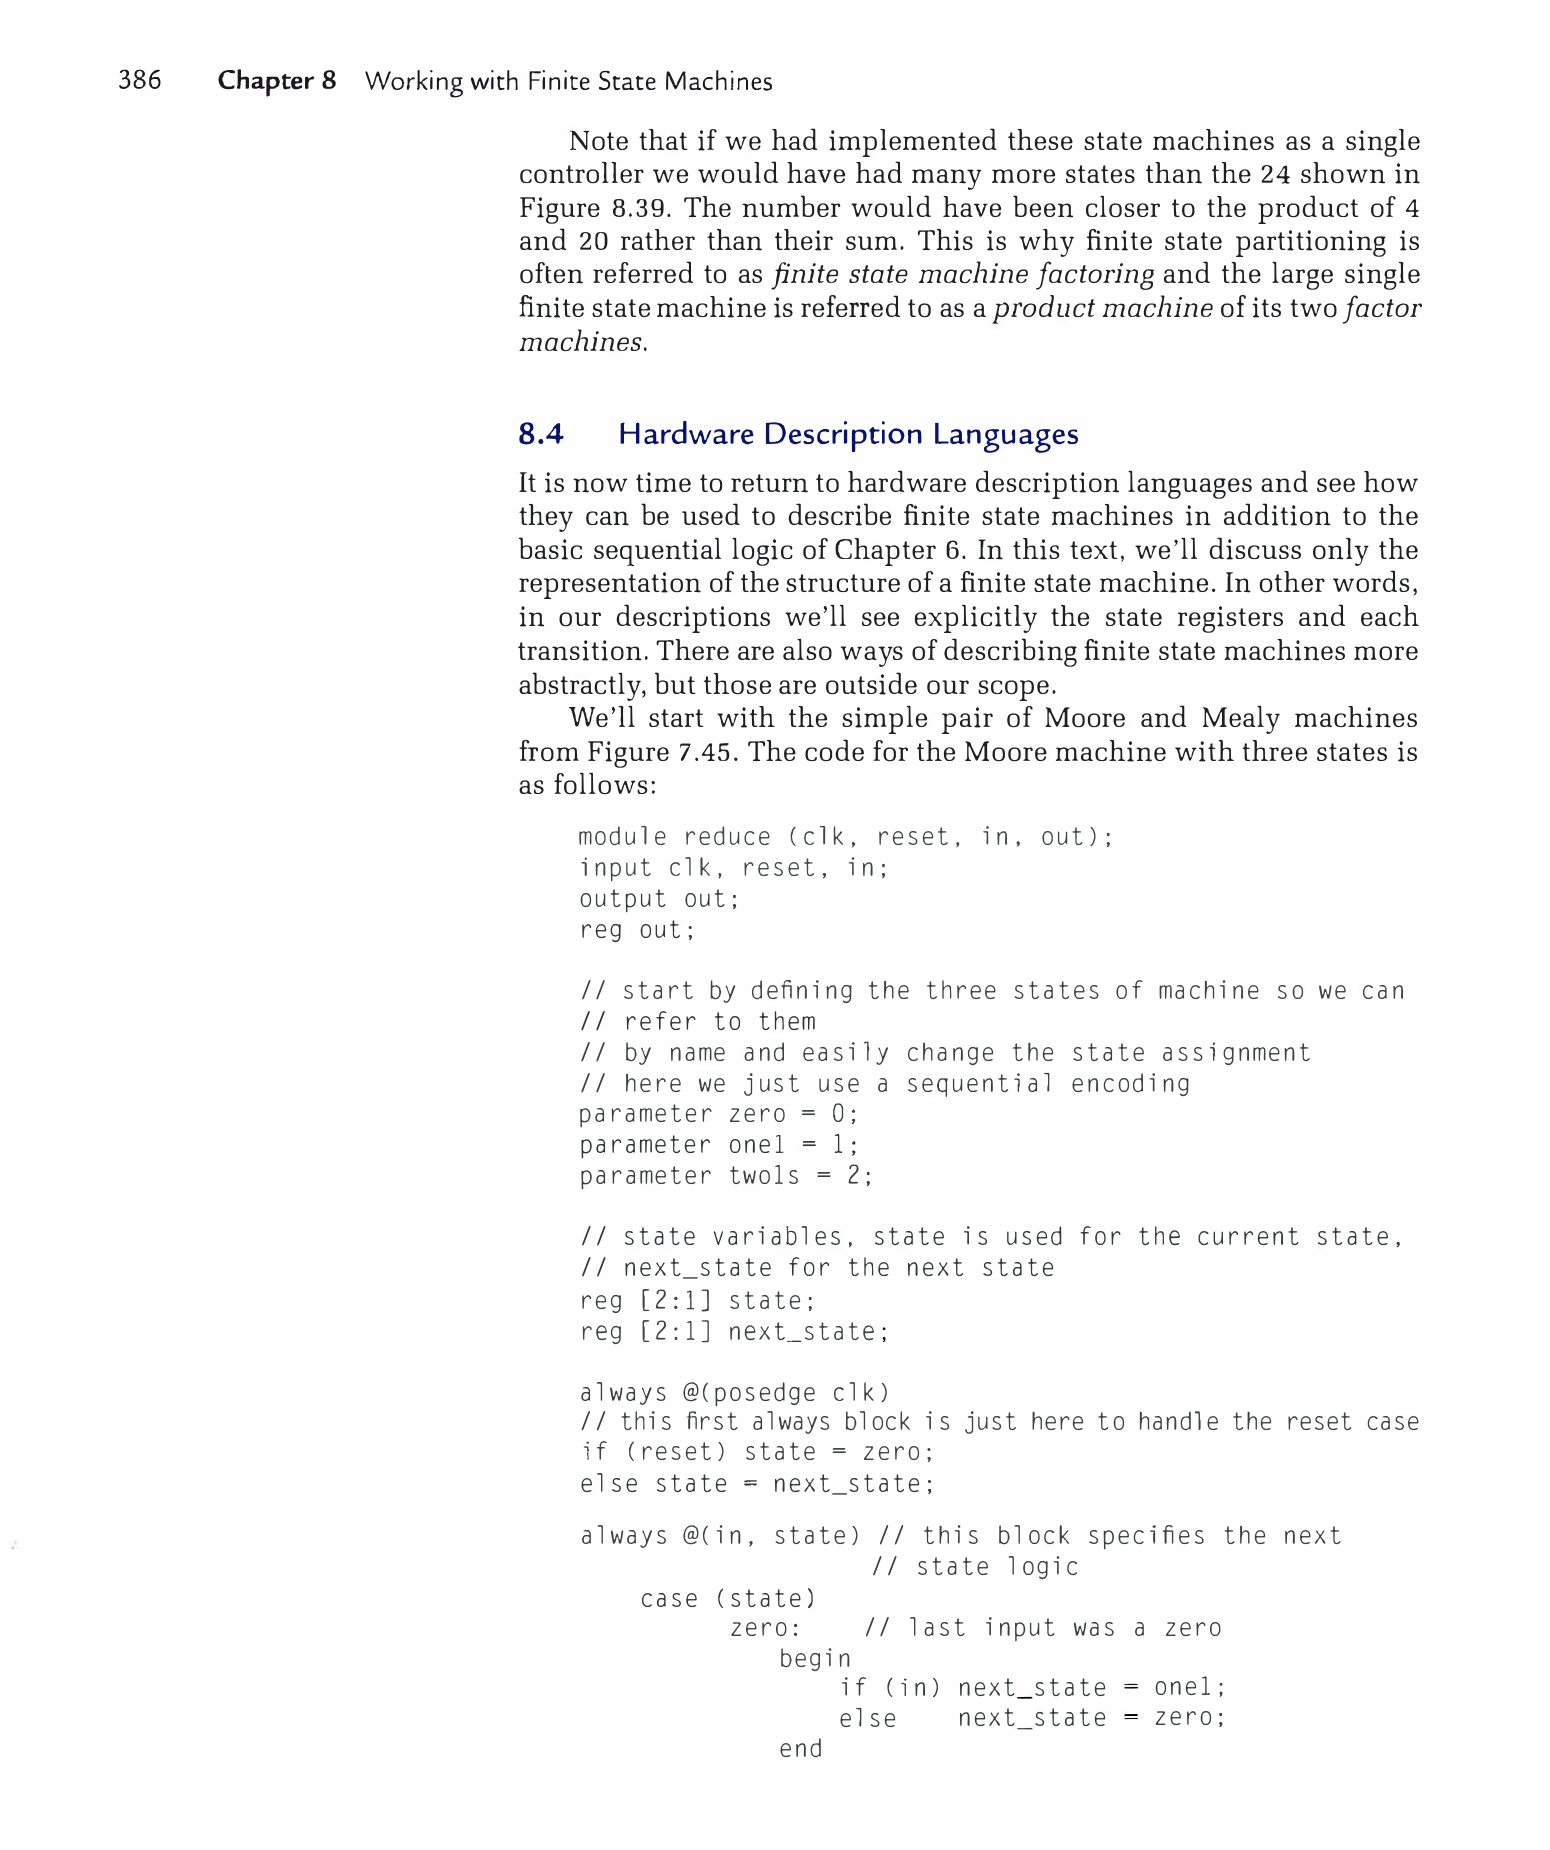 386 Chapter 8 Working with Finite State Machines
Note that if we had implemented these state machines as a single
controller we would have had many more states than the 24 shown in
Figure 8.39. The number would have been closer to the product of 4
and 20 rather than their sum. This is why finite state partitioning is
often referred to as finite state machine factoring and the large single
finite state machine is referred to as a product machine of its two factor
machines.
8.4 Hardware Description Languages
It is now time to return to hardware description languages and see how
they can be used to describe finite state machines in addition to the
basic sequential logic of Chapter 6. In this text, we'll discuss only the
representation of the structure of a finite state machine. In other words,
in our descriptions we'll see explicitly the state registers and each
transition. There are also ways of describing finite state machines more
abstractly, but those are outside our scope.
We'll start with the simple pair of Moore and Mealy machines
from Figure 7.45. The code for the Moore machine with three states is
as follows:
module reduce (clk, reset, in, out);
input clk, reset, in;
output out;
reg out;
// start by defining the three states of machine so we can
// refer to them
// by name and easily change the state assignment
// here we just use a sequential encoding
parameter zero = 0;
parameter one1 = 1;
parameter two1s = 2;
// state variables, state is used for the current state,
// next_state for the next state
reg [2:1] state;
reg [2:1] next_state;
always @(posedge clk)
// this first always block is just here to handle the reset case
if (reset) state = zero;
else state = next_state;
always @(in, state) // this block specifies the next
// state logic
case (state)
zero: // last input was a zero
begin
if (in) next_state = one1;
else next_state = zero;
end